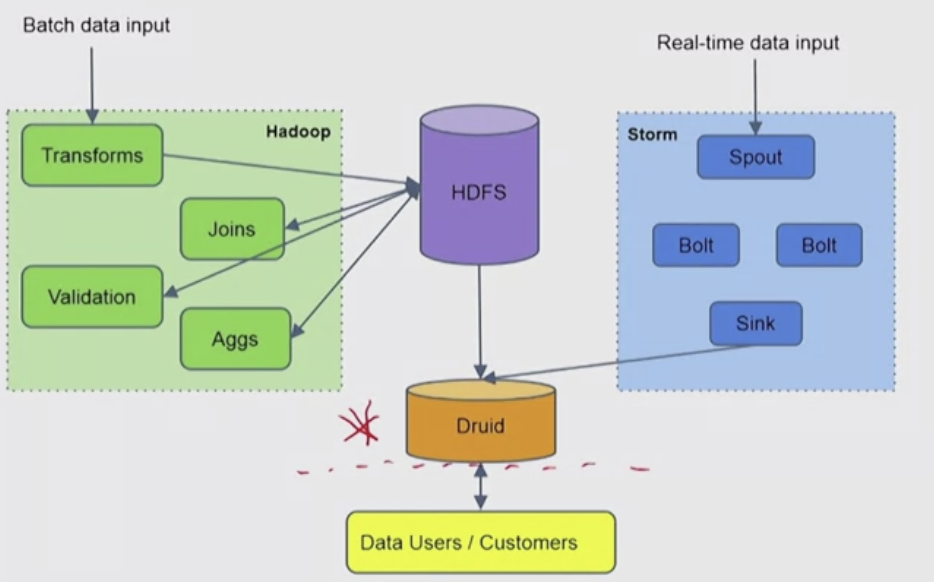 Batch data input
Real-time data input
Hadoop
Transforms
Joins
Validation
Aggs
HDFS
Storm
Spout
Bolt
Bolt
Sink
Druid
Data Users / Customers